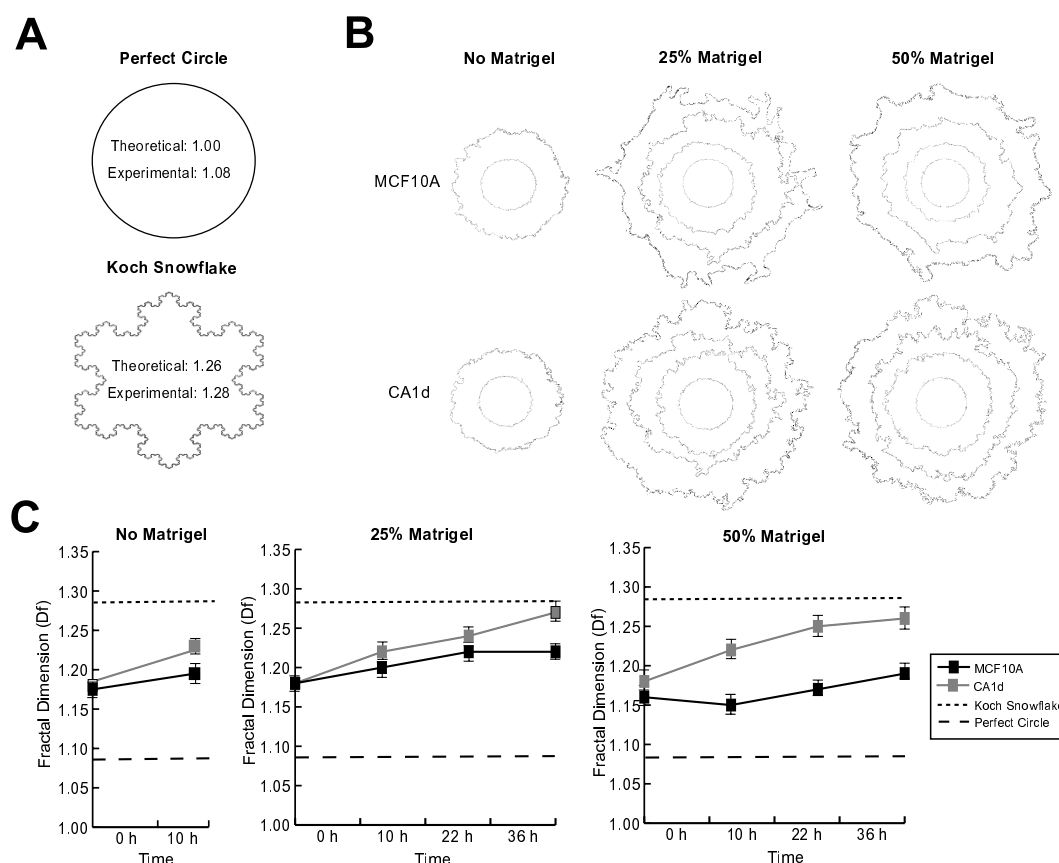 A
Perfect Circle
Theoretical: 1.00
Experimental: 1.08
Koch Snowflake
Theoretical: 1.26
Experimental: 1.28
B
No Matrigel
25% Matrigel
50% Matrigel
MCF10A
CA1d
C
No Matrigel
Fractal Dimension (Df)
1.35
1.30
1.25
1.20
1.15
1.10
1.05
1.00
0 h
10 h
Time
25% Matrigel
Fractal Dimension (Df)
1.35
1.30
1.25
1.20
1.15
1.10
1.05
1.00
0 h
10 h
22 h
36 h
Time
50% Matrigel
Fractal Dimension (Df)
1.35
1.30
1.25
1.20
1.15
1.10
1.05
1.00
0 h
10 h
22 h
36 h
Time
MCF10A
CA1d
Koch Snowflake
Perfect Circle